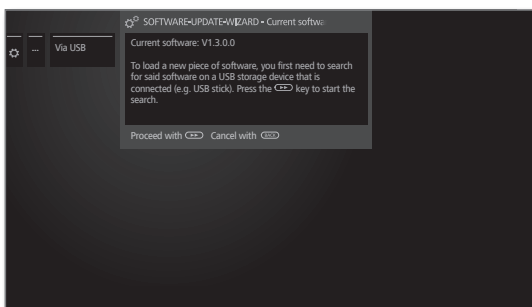 SOFTWARE-UPDATE-WIZARD - Current softwa
... Via USB
Current software: V1.3.0.0
To load a new piece of software, you first need to search
for said software on a USB storage device that is
connected (e.g. USB stick). Press the key to start the
search.
Proceed with Cancel with BACK